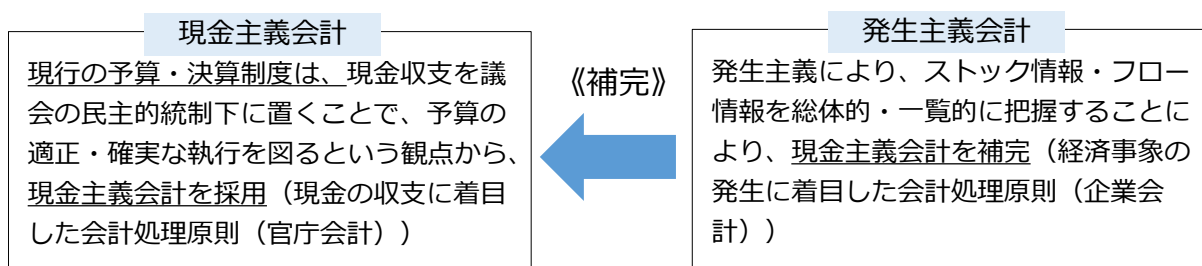 現金主義会計
現行の予算・決算制度は、現金収支を議
会の民主的統制下に置くことで、予算の
適正・確実な執行を図るという観点から、
現金主義会計を採用（現金の収支に着目
した会計処理原則（官庁会計））
《補完》
発生主義会計
発生主義により、ストック情報・フロー
情報を総体的・一覧的に把握することに
より、現金主義会計を補完（経済事象の
発生に着目した会計処理原則（企業会
計））